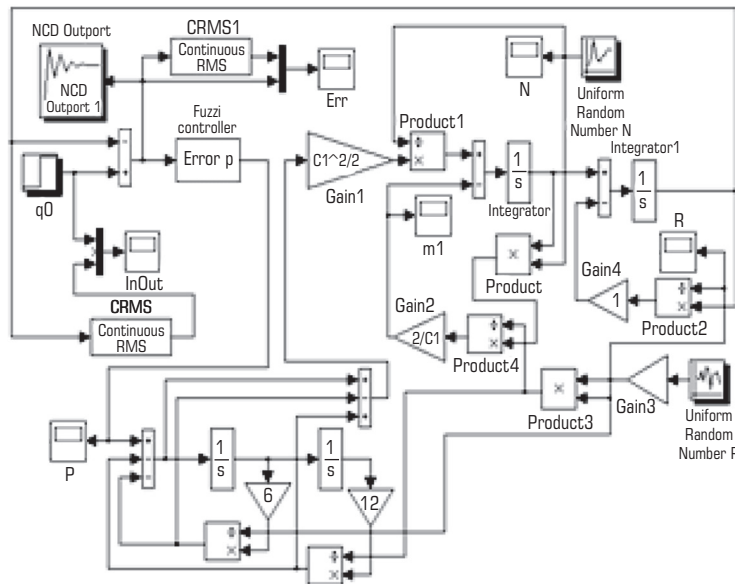 NCD Outport
NCD
Outport 1
CRMS1
Continuous
RMS
Err
N
Uniform
Random
Number N
Fuzzi
controller
Error p
Product1
÷
×
C1^2/2
Gain1
1
s
Integrator
Integrator1
1
s
q0
InOut
CRMS
Continuous
RMS
m1
×
Product
R
Gain4
1
÷
×
Product2
Gain2
2/C1
÷
×
Product4
×
Product3
Gain3
Uniform
Random
P
1
s
1
s
6
12
÷
×
÷
×